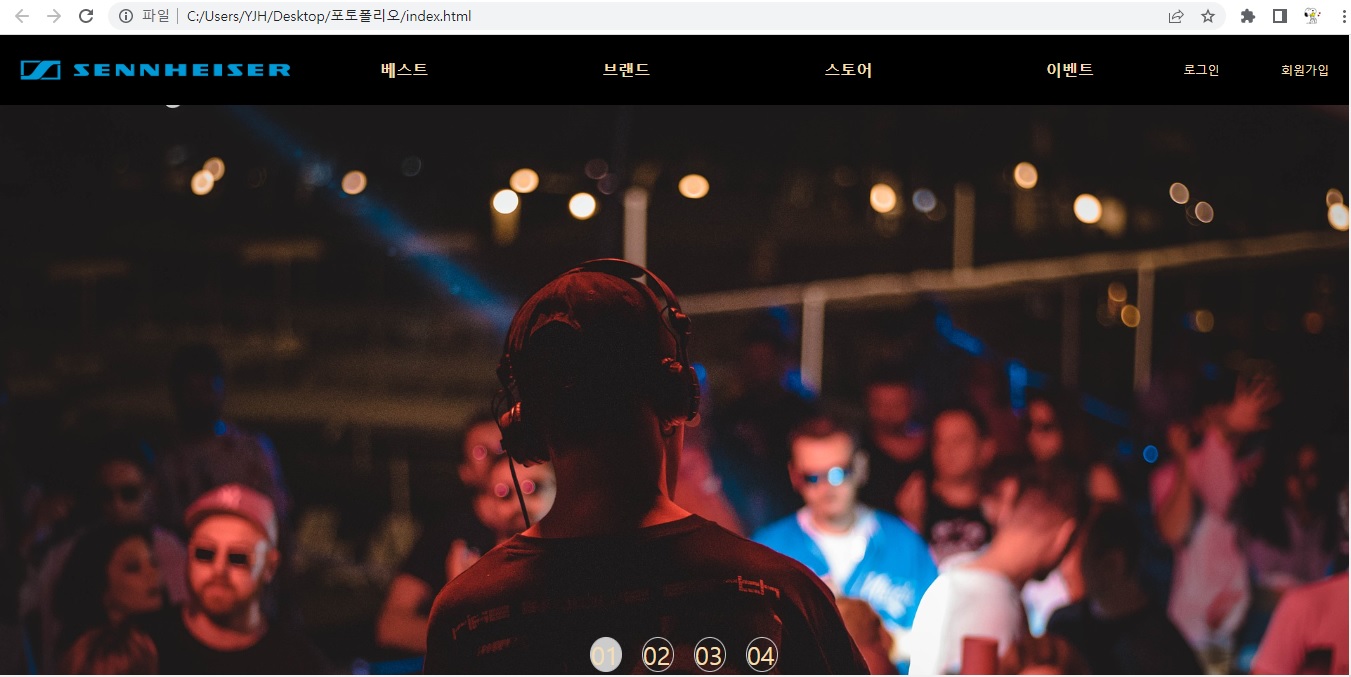 파일 C:/Users/YJH/Desktop/포토폴리오/index.html
SENNHEISER 베스트 브랜드 스토어 이벤트 로그인 회원가입
01 02 03 04